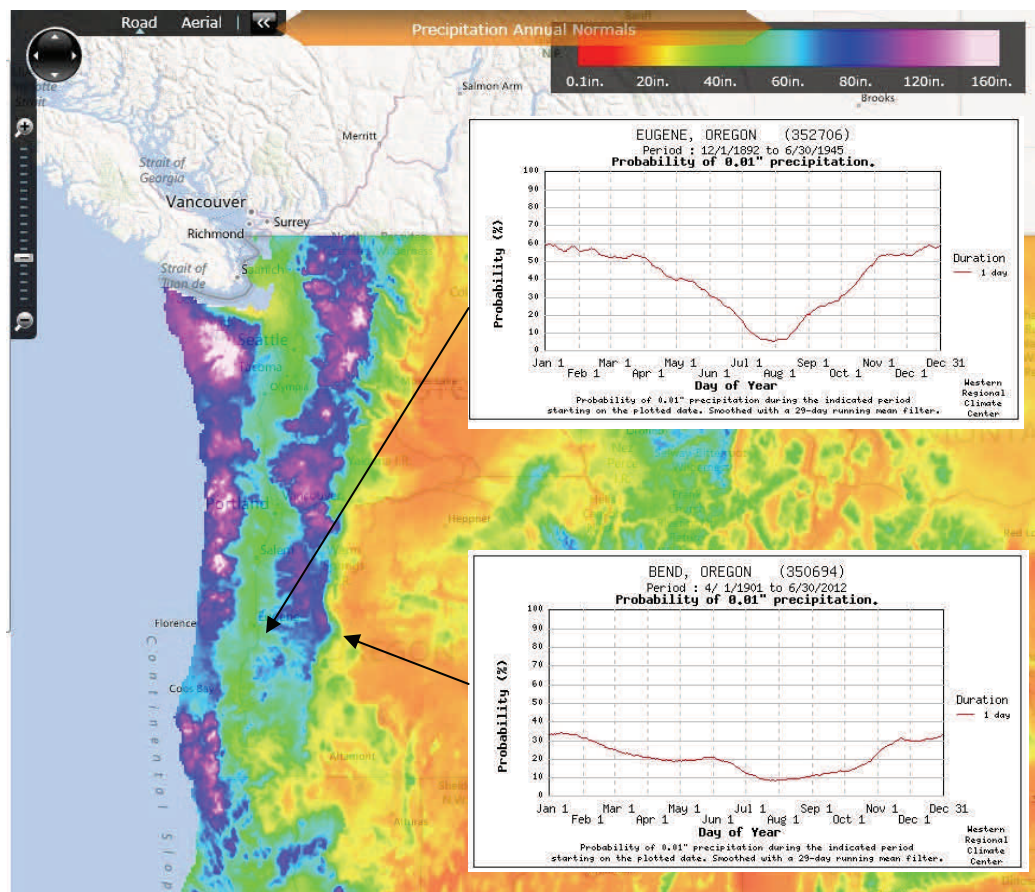 Road Aerial
Precipitation Annual Normals
0.1in. 20in. 40in. 60in. 80in. 120in. 160in.
Salmon Arm
Brooks
Merritt
Strait of
Georgia
Vancouver
Surrey
Richmond
Strait of
Juan de
Seattle
Tacoma
Olympia
Portland
Heppner
Salem
Eugene
Florence
Coos Bay
Altamont
Alturas
Continental Slop
EUGENE, OREGON (352706)
Period : 12/1/1892 to 6/30/1945
Probability of 0.01" precipitation.
Probability (%)
100
90
80
70
60
50
40
30
20
10
0
Jan 1 Mar 1 May 1 Jul 1 Sep 1 Nov 1 Dec 31
Feb 1 Apr 1 Jun 1 Aug 1 Oct 1 Dec 1
Day of Year
Duration
1 day
Probability of 0.01" precipitation during the indicated period
starting on the plotted date. Smoothed with a 29-day running mean filter.
Western
Regional
Climate
Center
BEND, OREGON (350694)
Period : 4/ 1/1901 to 6/30/2012
Probability of 0.01" precipitation.
Probability (%)
100
90
80
70
60
50
40
30
20
10
0
Jan 1 Mar 1 May 1 Jul 1 Sep 1 Nov 1 Dec 31
Feb 1 Apr 1 Jun 1 Aug 1 Oct 1 Dec 1
Day of Year
Duration
1 day
Probability of 0.01" precipitation during the indicated period
starting on the plotted date. Smoothed with a 29-day running mean filter.
Western
Regional
Climate
Center